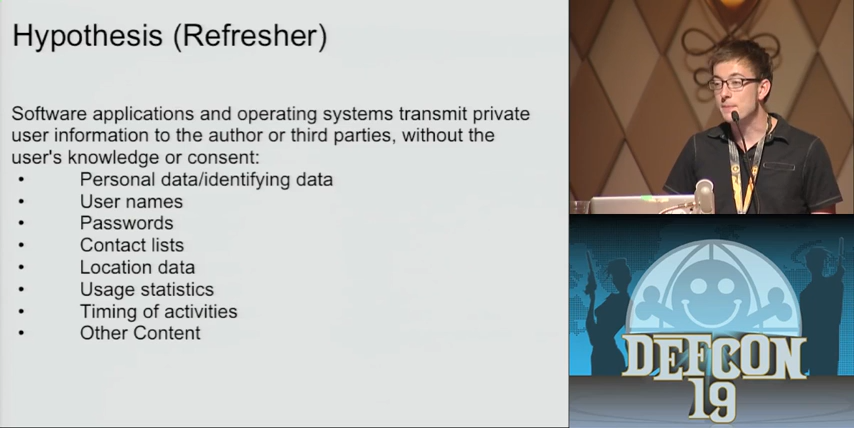 Hypothesis (Refresher)
Software applications and operating systems transmit private
user information to the author or third parties, without the
user's knowledge or consent:
• Personal data/identifying data
• User names
• Passwords
• Contact lists
• Location data
• Usage statistics
• Timing of activities
• Other Content
DEFCON
19